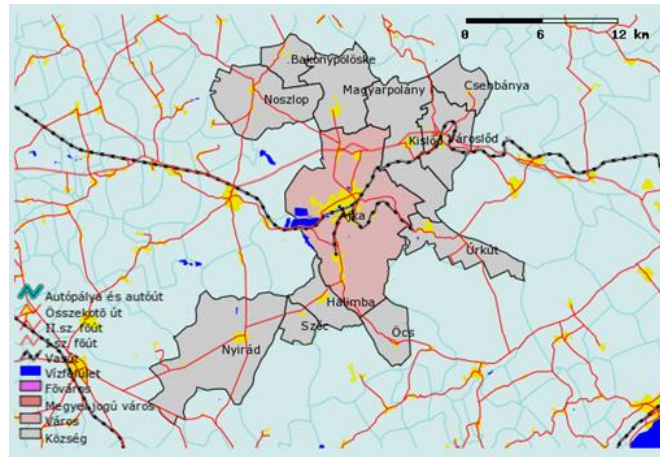 0 6 12 km
Bakonypölöske
Noszlop
Magyarpolány
Csehbánya
Kislőd
Városlőd
Ajka
Úrkút
Halimba
Szőc
Öcs
Nyirád
Autópálya és autóút
Összekötő út
II.sz. főút
I.sz. főút
Vasút
Vízfelület
Főváros
Megyei jogú város
Város
Község